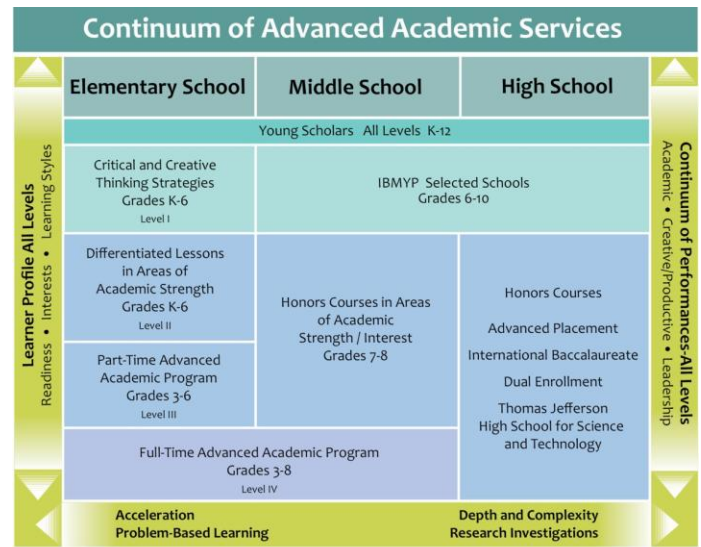 Continuum of Advanced Academic Services
Elementary School
Middle School
High School
Young Scholars All Levels K-12
Critical and Creative
Thinking Strategies
Grades K-6
Level I
IBMYP Selected Schools
Grades 6-10
Differentiated Lessons
in Areas of
Academic Strength
Grades K-6
Level II
Part-Time Advanced
Academic Program
Grades 3-6
Level III
Honors Courses in Areas
of Academic
Strength / Interest
Grades 7-8
Honors Courses
Advanced Placement
International Baccalaureate
Dual Enrollment
Thomas Jefferson
High School for Science
and Technology
Full-Time Advanced Academic Program
Grades 3-8
Level IV
Learner Profile All Levels
Readiness • Interests • Learning Styles
Continuum of Performances-All Levels
Academic • Creative/Productive • Leadership
Acceleration
Problem-Based Learning
Depth and Complexity
Research Investigations